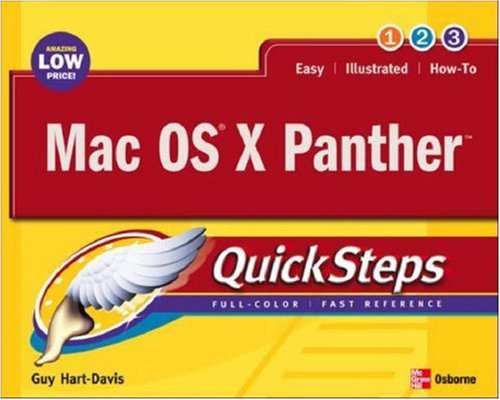 AMAZING
LOW
PRICE!
1 2 3
Easy | Illustrated | How-To
Mac OS® X Panther™
QuickSteps
FULL-COLOR | FAST REFERENCE
Guy Hart-Davis
Mc
Graw
Hill
Osborne